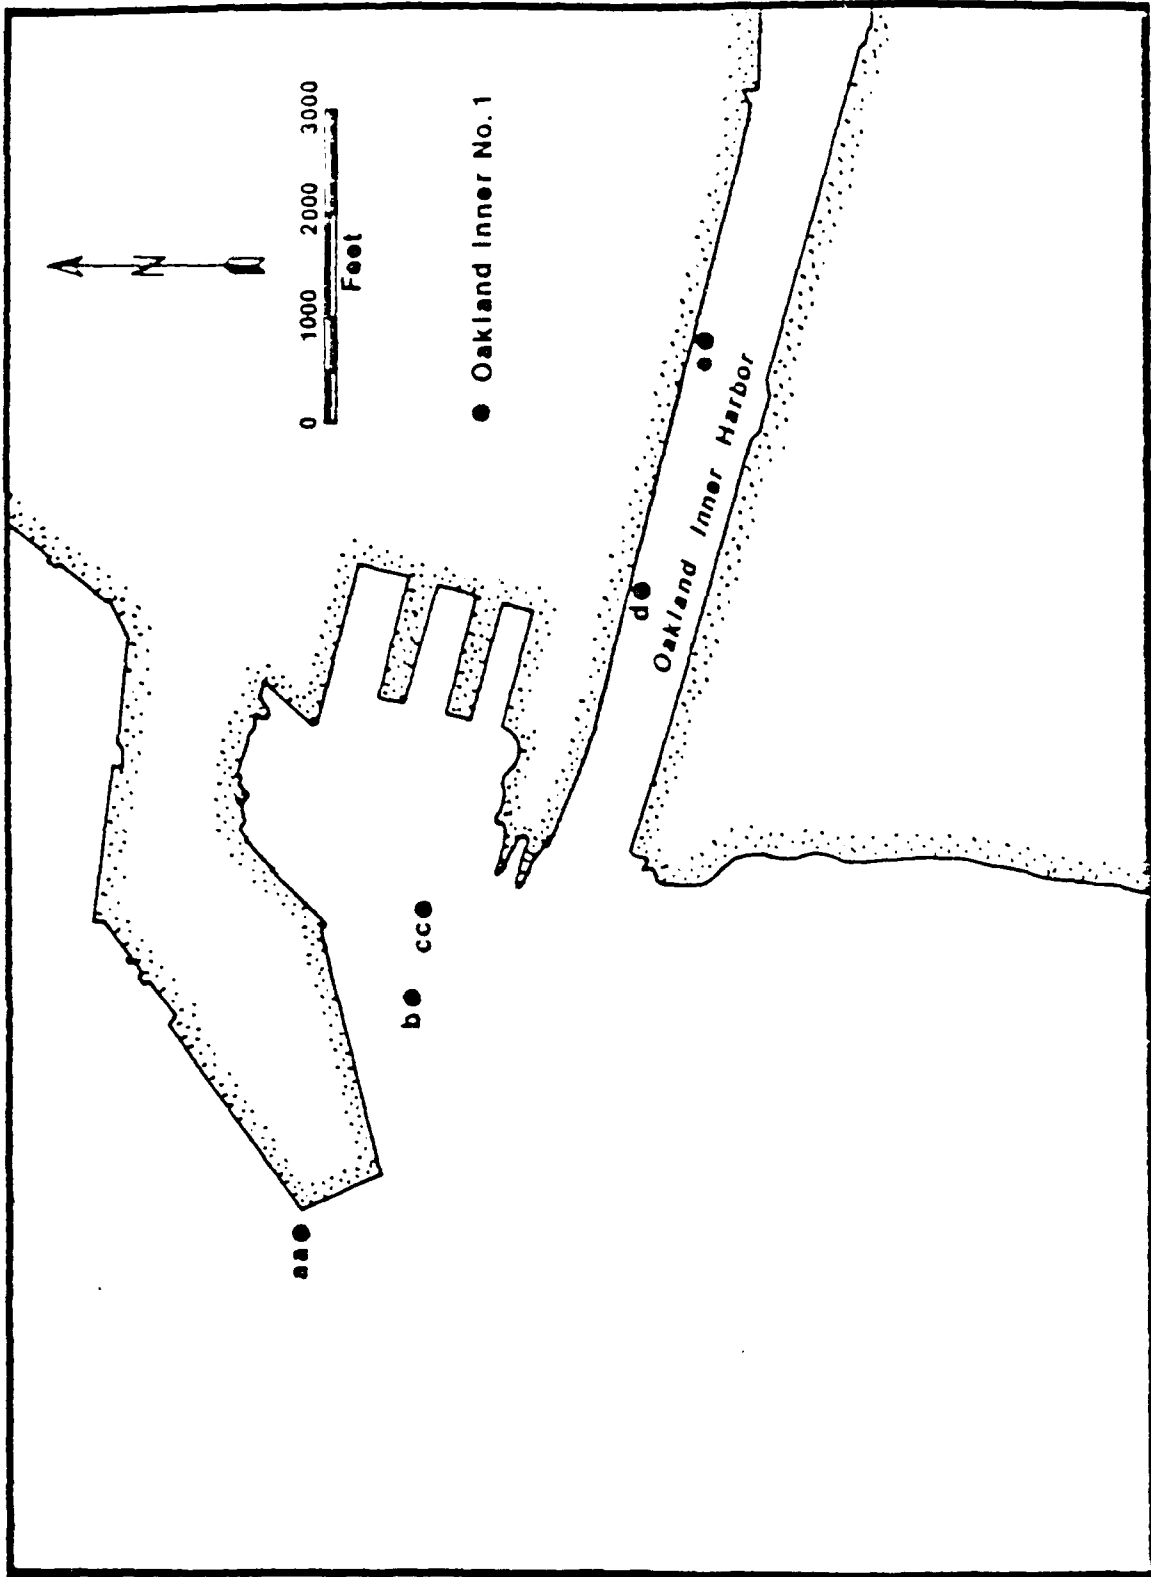 N
0 1000 2000 3000
Feet
● Oakland Inner No. 1
aa
b
cc
d
e
Oakland Inner Harbor